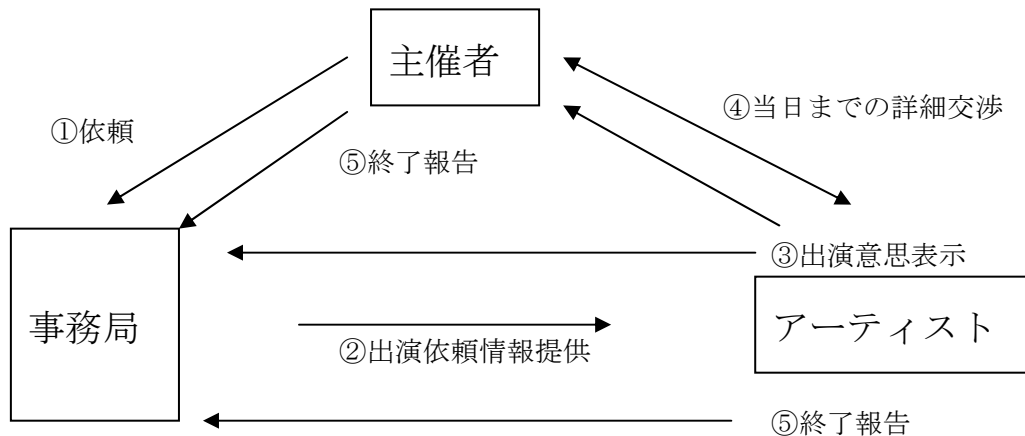 主催者
④当日までの詳細交渉
①依頼
⑤終了報告
③出演意思表示
事務局
アーティスト
②出演依頼情報提供
⑤終了報告